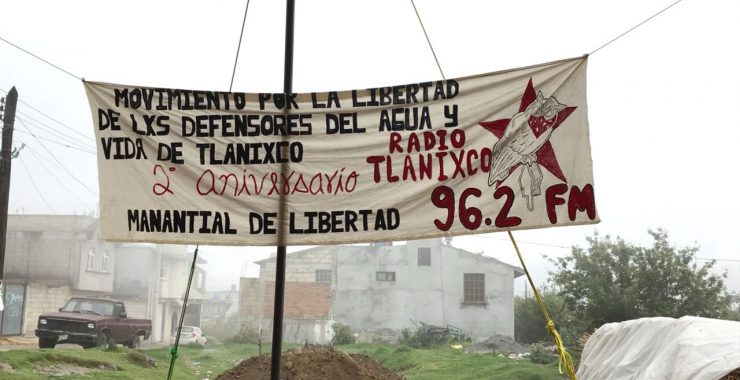 MOVIMIENTO POR LA LIBERTAD
DE LXS DEFENSORES DEL AGUA Y
VIDA DE TLANIXCO
RADIO
TLANIXCO
2° aniversario
96.2 FM
MANANTIAL DE LIBERTAD